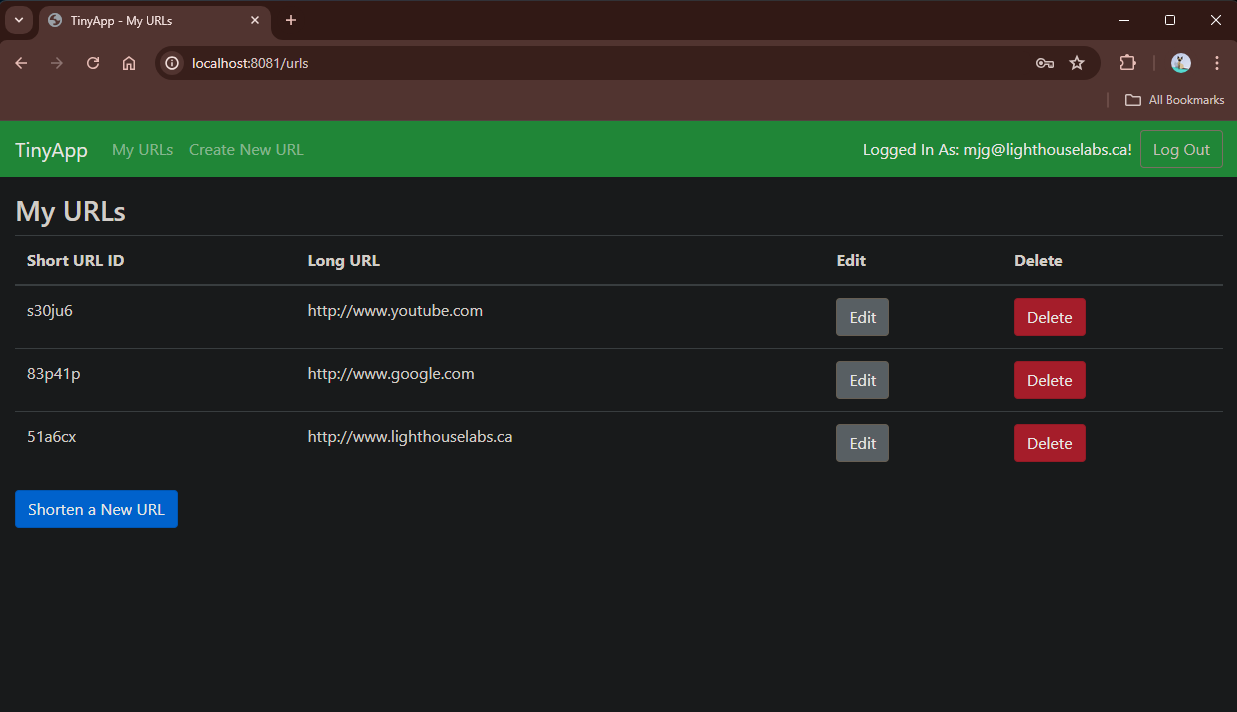 TinyApp - My URLs
localhost:8081/urls
All Bookmarks
TinyApp My URLs Create New URL Logged In As: mjg@lighthouselabs.ca! Log Out
My URLs
Short URL ID Long URL Edit Delete
s30ju6 http://www.youtube.com Edit Delete
83p41p http://www.google.com Edit Delete
51a6cx http://www.lighthouselabs.ca Edit Delete
Shorten a New URL